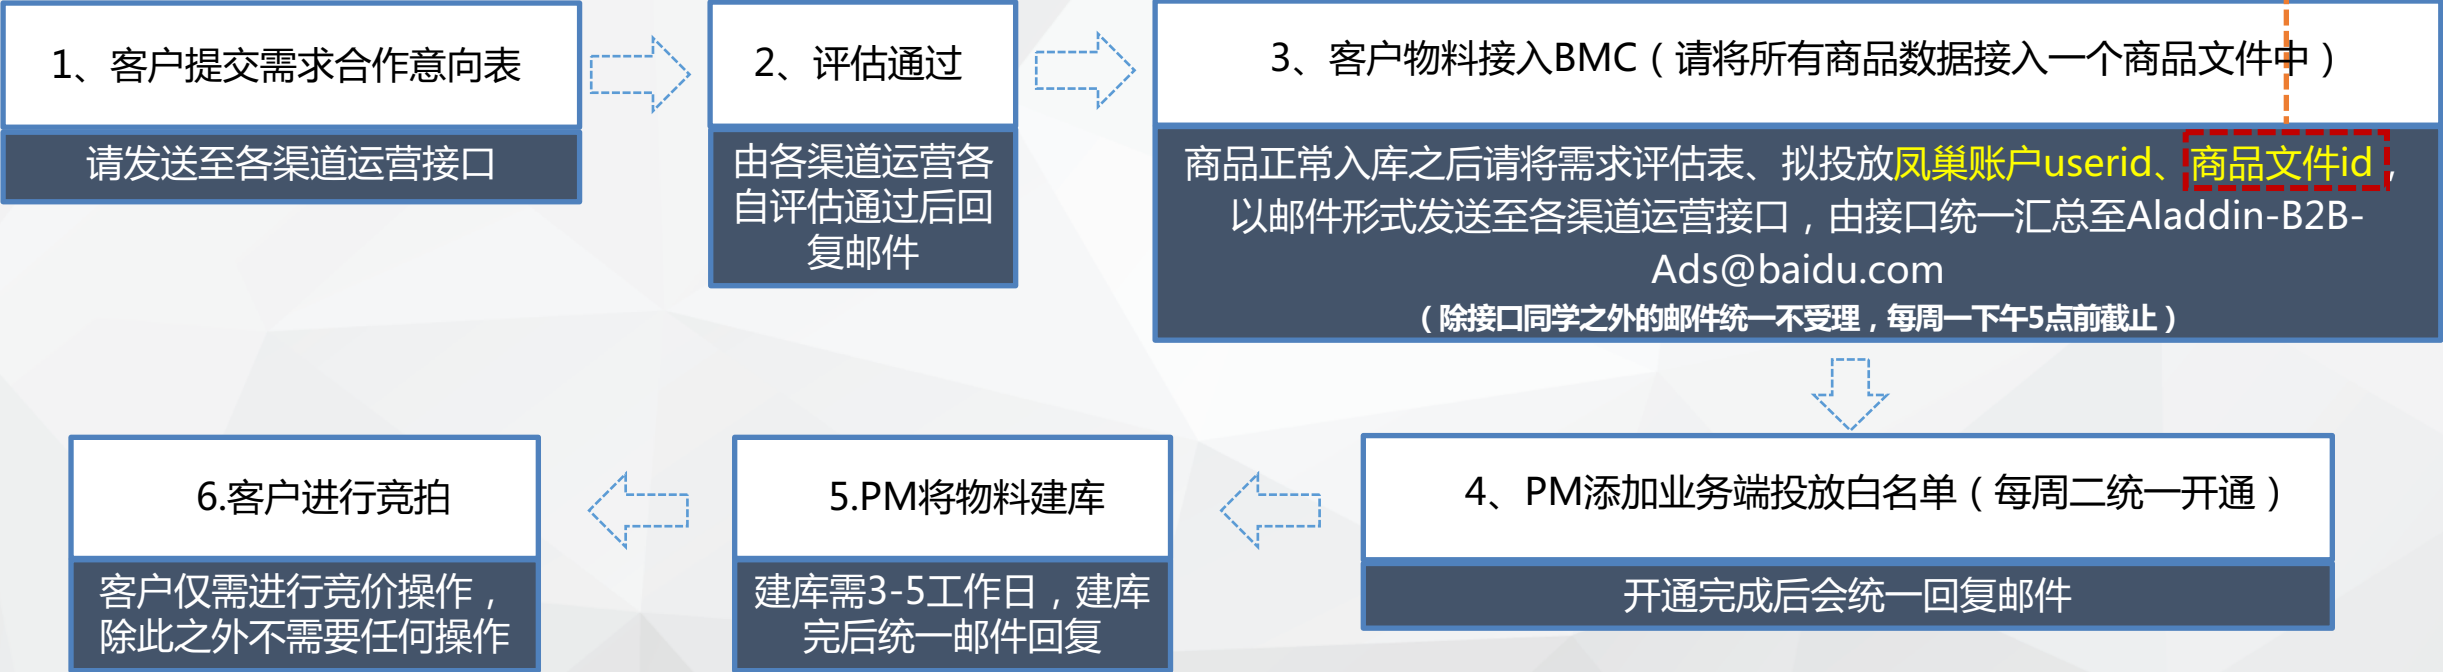 1、客户提交需求合作意向表
请发送至各渠道运营接口
2、评估通过
由各渠道运营各
自评估通过后回
复邮件
3、客户物料接入BMC（请将所有商品数据接入一个商品文件中）
商品正常入库之后请将需求评估表、拟投放凤巢账户userid、商品文件id，
以邮件形式发送至各渠道运营接口，由接口统一汇总至Aladdin-B2B-
Ads@baidu.com
（除接口同学之外的邮件统一不受理，每周一下午5点前截止）
4、PM添加业务端投放白名单（每周二统一开通）
开通完成后会统一回复邮件
5.PM将物料建库
建库需3-5工作日，建库
完后统一邮件回复
6.客户进行竞拍
客户仅需进行竞价操作，
除此之外不需要任何操作